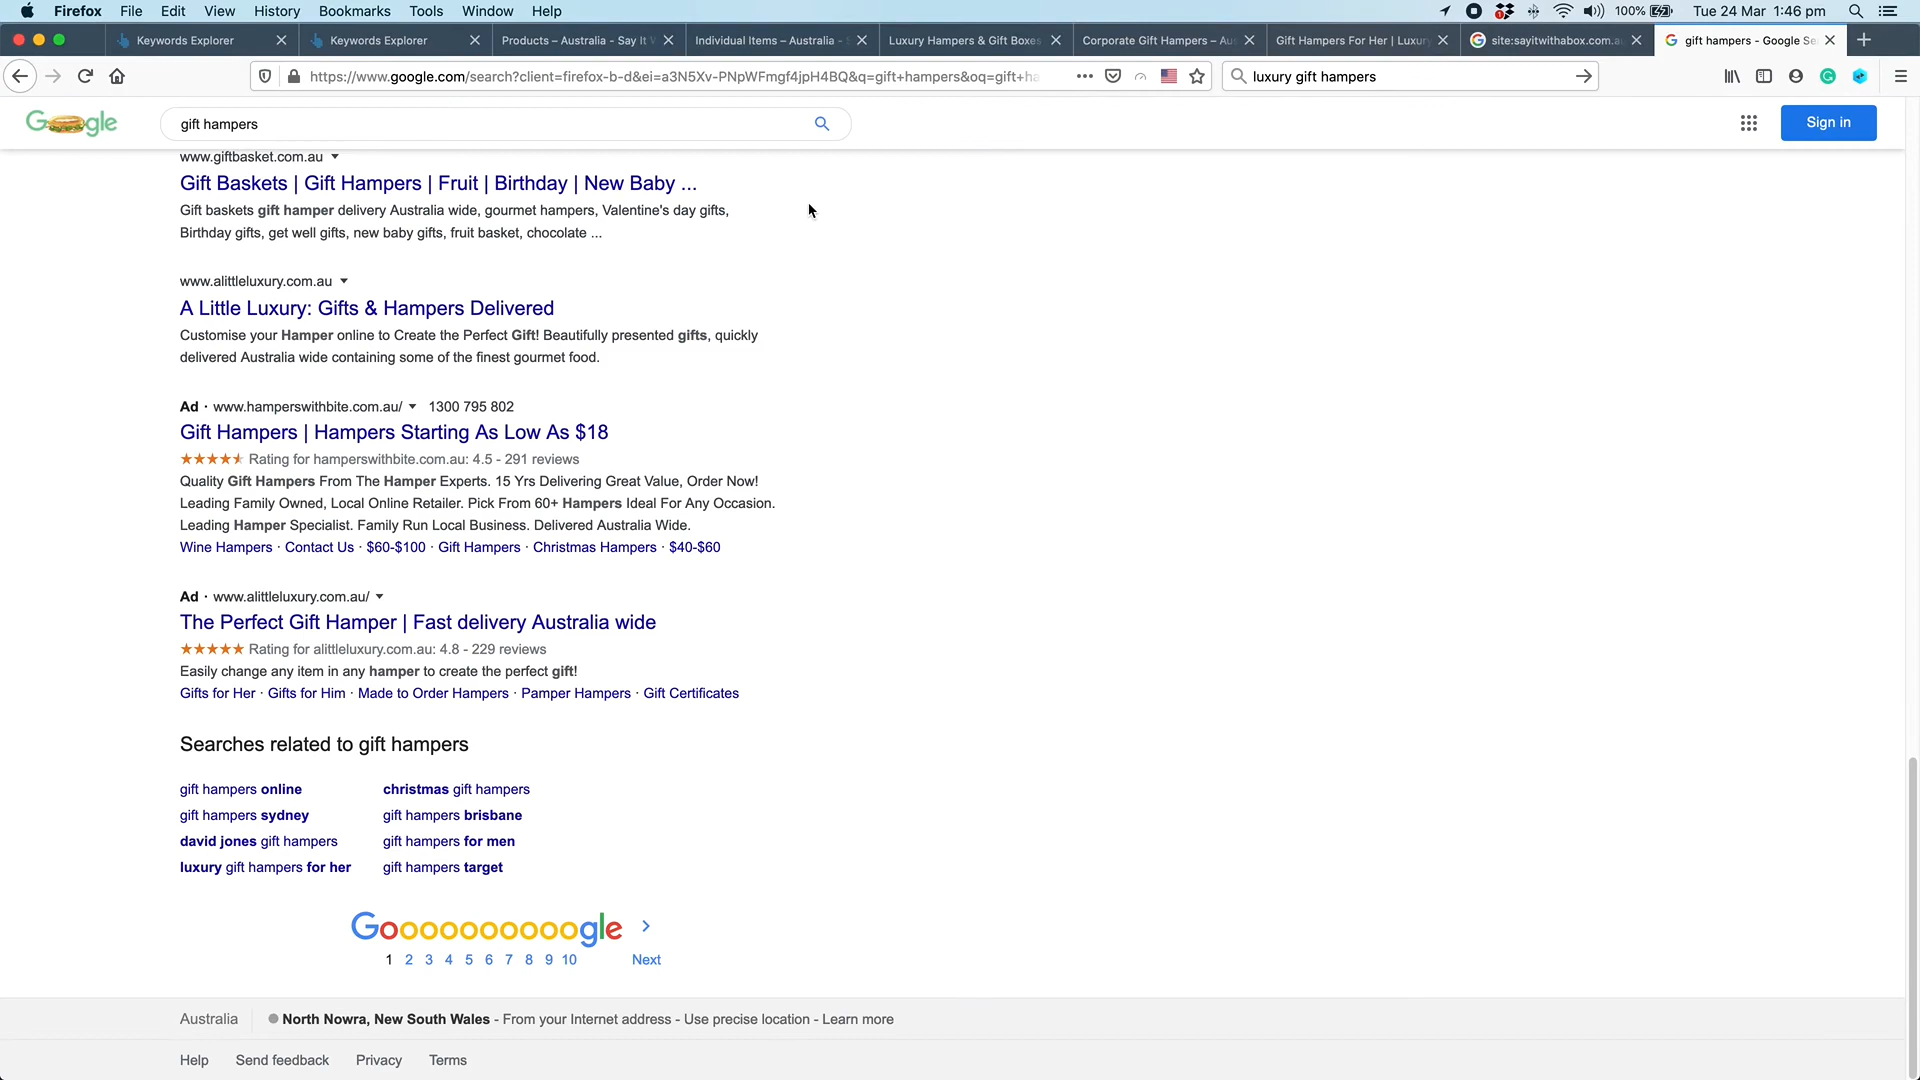 Firefox File Edit View History Bookmarks Tools Window Help 100% Tue 24 Mar 1:46 pm
Keywords Explorer Keywords Explorer Products – Australia - Say It W Individual Items – Australia - S Luxury Hampers & Gift Boxes Corporate Gift Hampers – Aus Gift Hampers For Her | Luxury site:sayitwithabox.com.a gift hampers - Google Se
https://www.google.com/search?client=firefox-b-d&ei=a3N5Xv-PNpWFmgf4jpH4BQ&q=gift+hampers&oq=gift+ha luxury gift hampers
Google gift hampers Sign in
www.giftbasket.com.au
Gift Baskets | Gift Hampers | Fruit | Birthday | New Baby ...
Gift baskets gift hamper delivery Australia wide, gourmet hampers, Valentine's day gifts,
Birthday gifts, get well gifts, new baby gifts, fruit basket, chocolate ...
www.alittleluxury.com.au
A Little Luxury: Gifts & Hampers Delivered
Customise your Hamper online to Create the Perfect Gift! Beautifully presented gifts, quickly
delivered Australia wide containing some of the finest gourmet food.
Ad · www.hamperswithbite.com.au/ 1300 795 802
Gift Hampers | Hampers Starting As Low As $18
Rating for hamperswithbite.com.au: 4.5 - 291 reviews
Quality Gift Hampers From The Hamper Experts. 15 Yrs Delivering Great Value, Order Now!
Leading Family Owned, Local Online Retailer. Pick From 60+ Hampers Ideal For Any Occasion.
Leading Hamper Specialist. Family Run Local Business. Delivered Australia Wide.
Wine Hampers · Contact Us · $60-$100 · Gift Hampers · Christmas Hampers · $40-$60
Ad · www.alittleluxury.com.au/
The Perfect Gift Hamper | Fast delivery Australia wide
Rating for alittleluxury.com.au: 4.8 - 229 reviews
Easily change any item in any hamper to create the perfect gift!
Gifts for Her · Gifts for Him · Made to Order Hampers · Pamper Hampers · Gift Certificates
Searches related to gift hampers
gift hampers online christmas gift hampers
gift hampers sydney gift hampers brisbane
david jones gift hampers gift hampers for men
luxury gift hampers for her gift hampers target
Goooooooooogle
1 2 3 4 5 6 7 8 9 10 Next
Australia North Nowra, New South Wales - From your Internet address - Use precise location - Learn more
Help Send feedback Privacy Terms